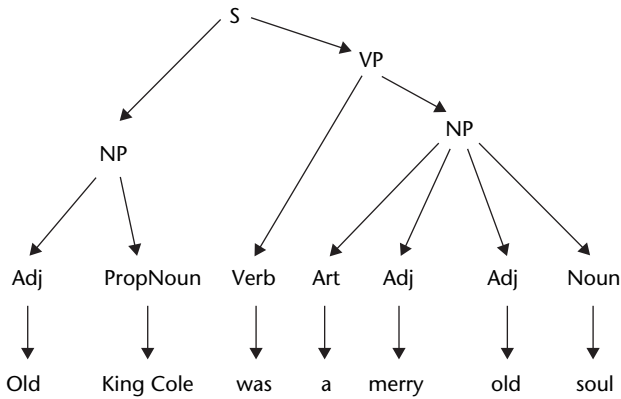 S
VP
NP
NP
Adj PropNoun Verb Art Adj Adj Noun
Old King Cole was a merry old soul